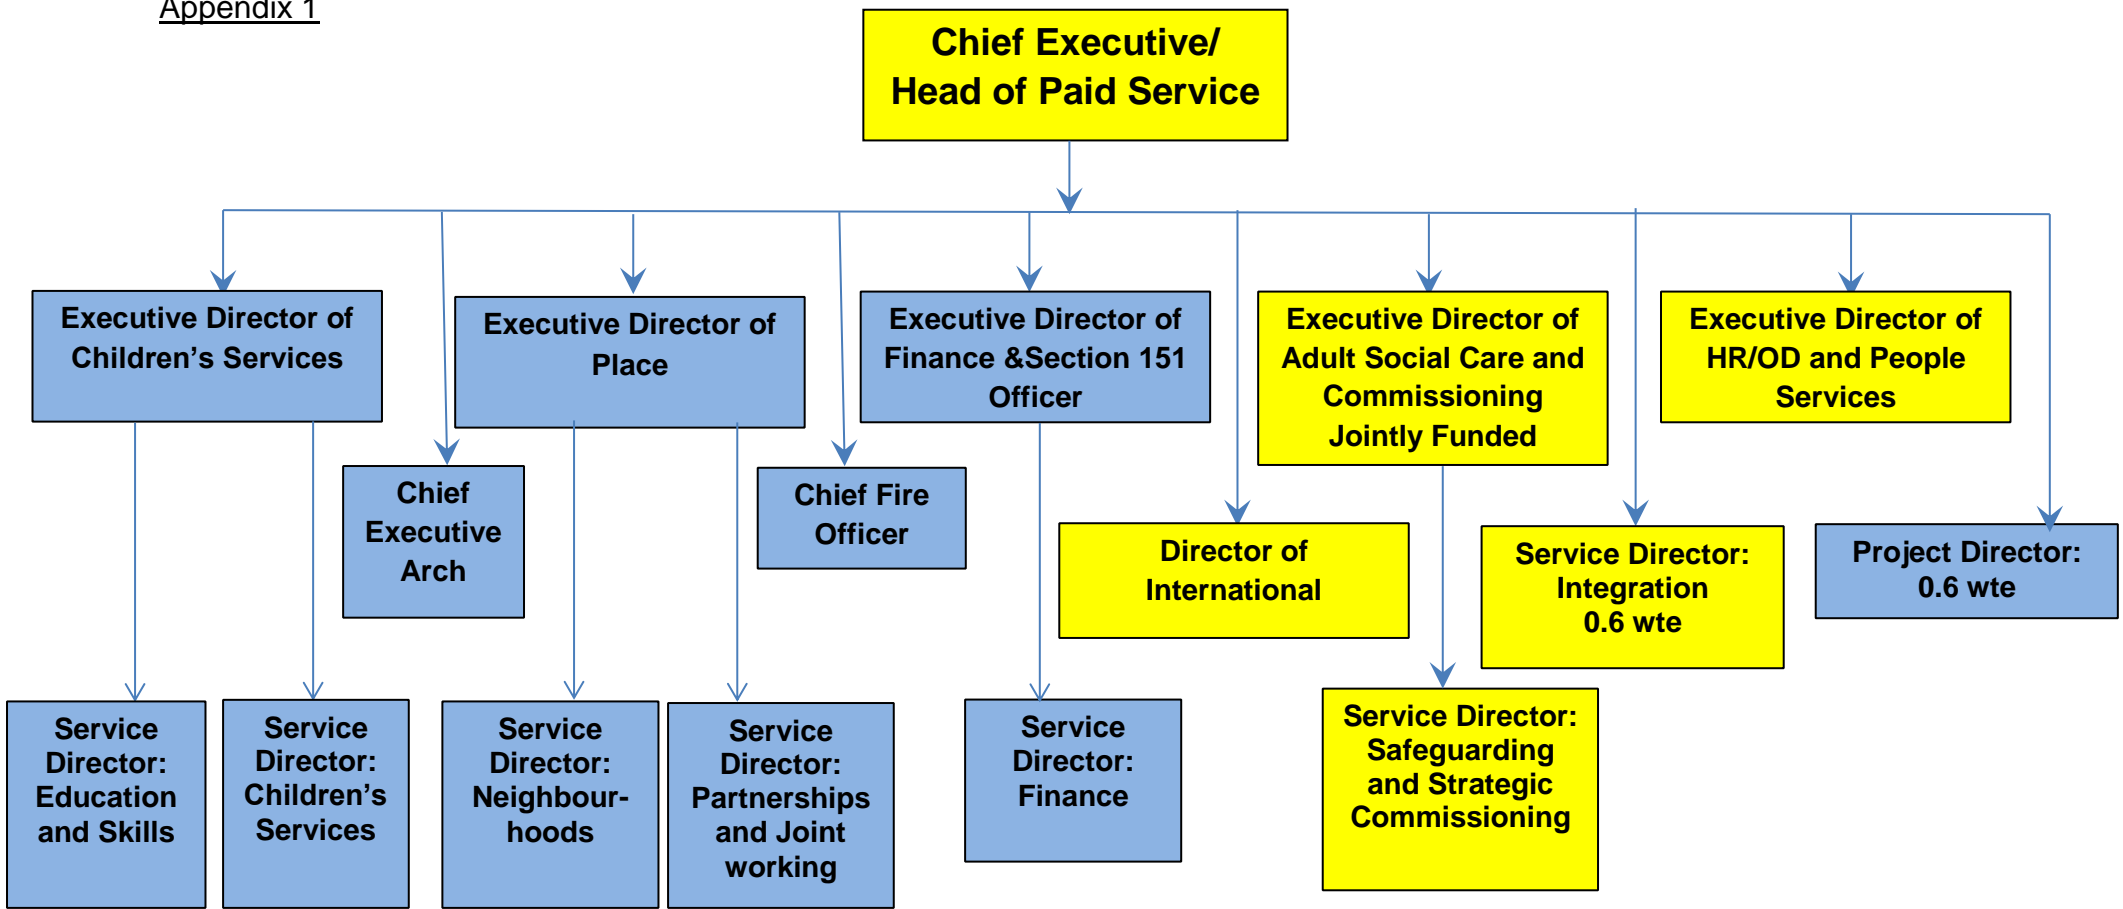 Appendix 1
Chief Executive/
Head of Paid Service
Executive Director of
Children’s Services
Executive Director of
Place
Executive Director of
Finance &Section 151
Officer
Executive Director of
Adult Social Care and
Commissioning
Jointly Funded
Executive Director of
HR/OD and People
Services
Chief
Executive
Arch
Chief Fire
Officer
Director of
International
Service Director:
Integration
0.6 wte
Project Director:
0.6 wte
Service
Director:
Education
and Skills
Service
Director:
Children’s
Services
Service
Director:
Neighbour-
hoods
Service
Director:
Partnerships
and Joint
working
Service
Director:
Finance
Service Director:
Safeguarding
and Strategic
Commissioning